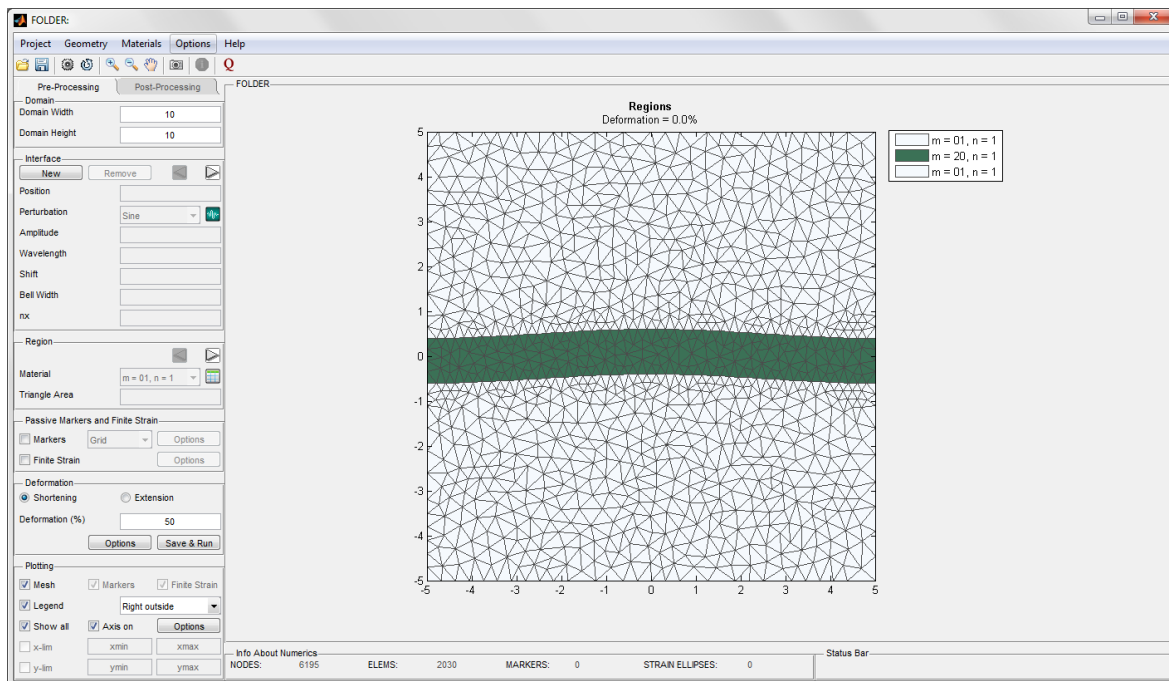 FOLDER:
Project Geometry Materials Options Help
Q
Pre-Processing Post-Processing
Domain
Domain Width 10
Domain Height 10
Interface
New Remove
Position
Perturbation Sine
Amplitude
Wavelength
Shift
Bell Width
nx
Region
Material m = 01, n = 1
Triangle Area
Passive Markers and Finite Strain
Markers Grid Options
Finite Strain Options
Deformation
Shortening Extension
Deformation (%) 50
Options Save & Run
Plotting
Mesh Markers Finite Strain
Legend Right outside
Show all Axis on Options
x-lim xmin xmax
y-lim ymin ymax
FOLDER
Regions
Deformation = 0.0%
5
4
3
2
1
0
-1
-2
-3
-4
-5
-5 -4 -3 -2 -1 0 1 2 3 4 5
m = 01, n = 1
m = 20, n = 1
m = 01, n = 1
Info About Numerics
NODES: 6195 ELEMS: 2030 MARKERS: 0 STRAIN ELLIPSES: 0
Status Bar